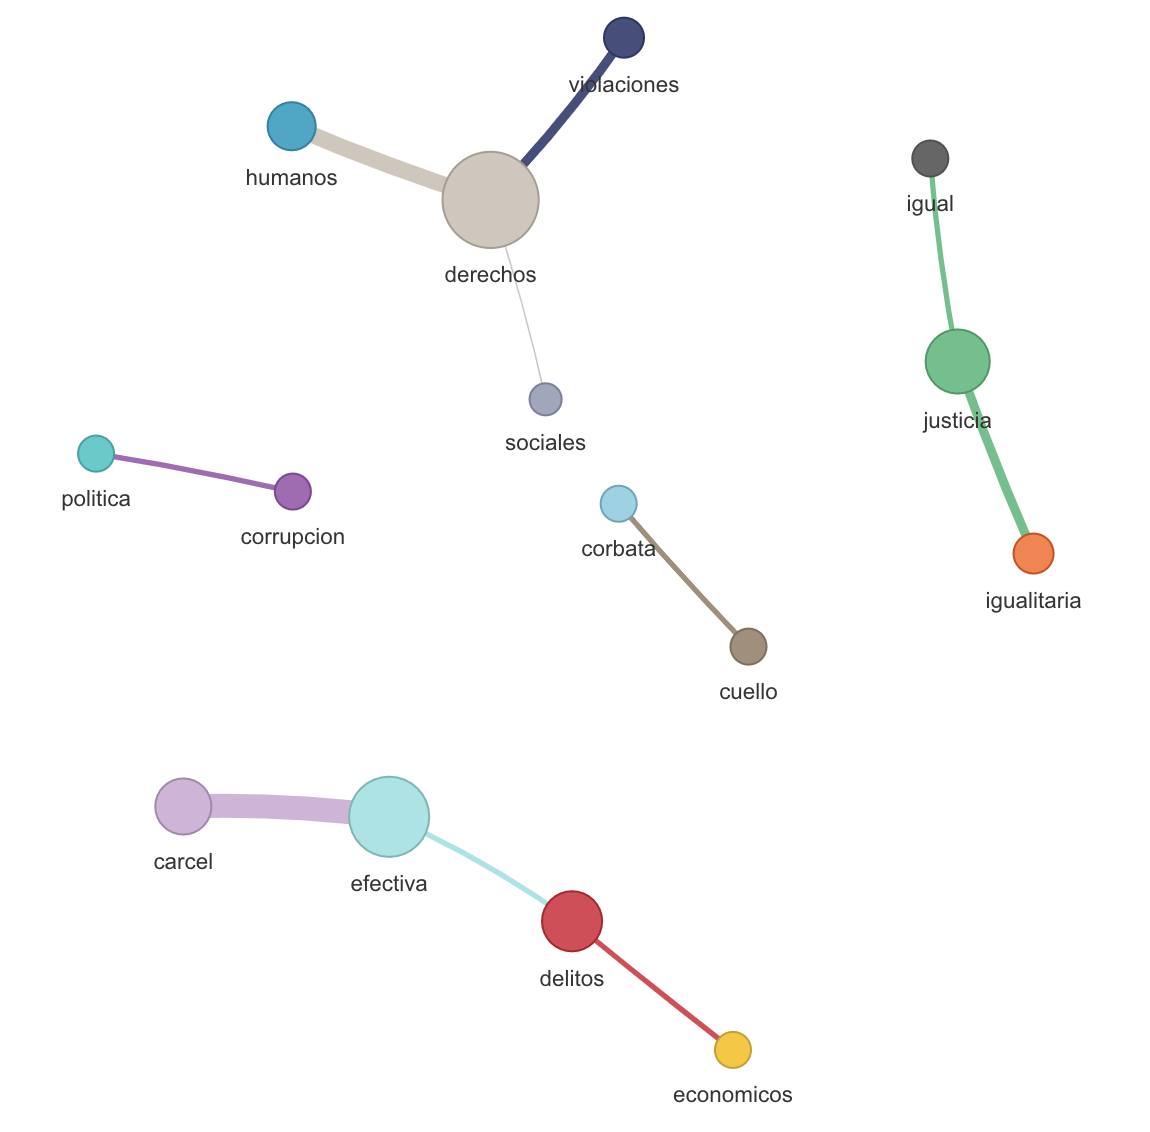 violaciones
humanos
igual
derechos
justicia
sociales
politica
corrupcion
corbata
igualitaria
cuello
carcel
efectiva
delitos
economicos